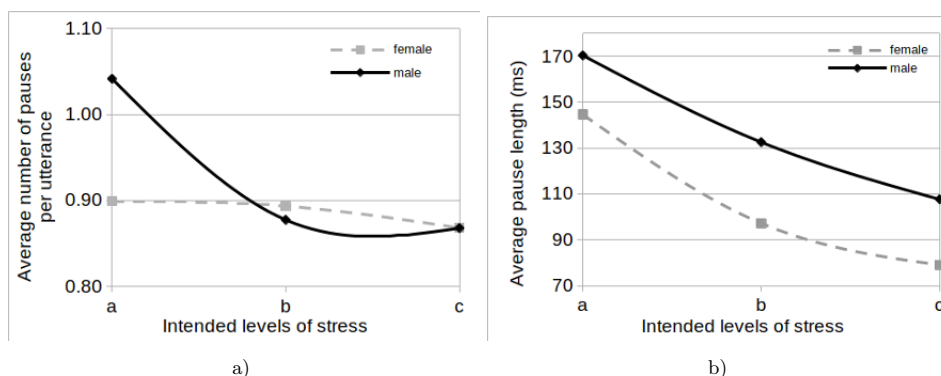 1.10
1.00
0.90
0.80
Average number of pauses
per utterance
female
male
a
b
c
Intended levels of stress
a)
170
150
130
110
90
70
Average pause length (ms)
female
male
a
b
c
Intended levels of stress
b)